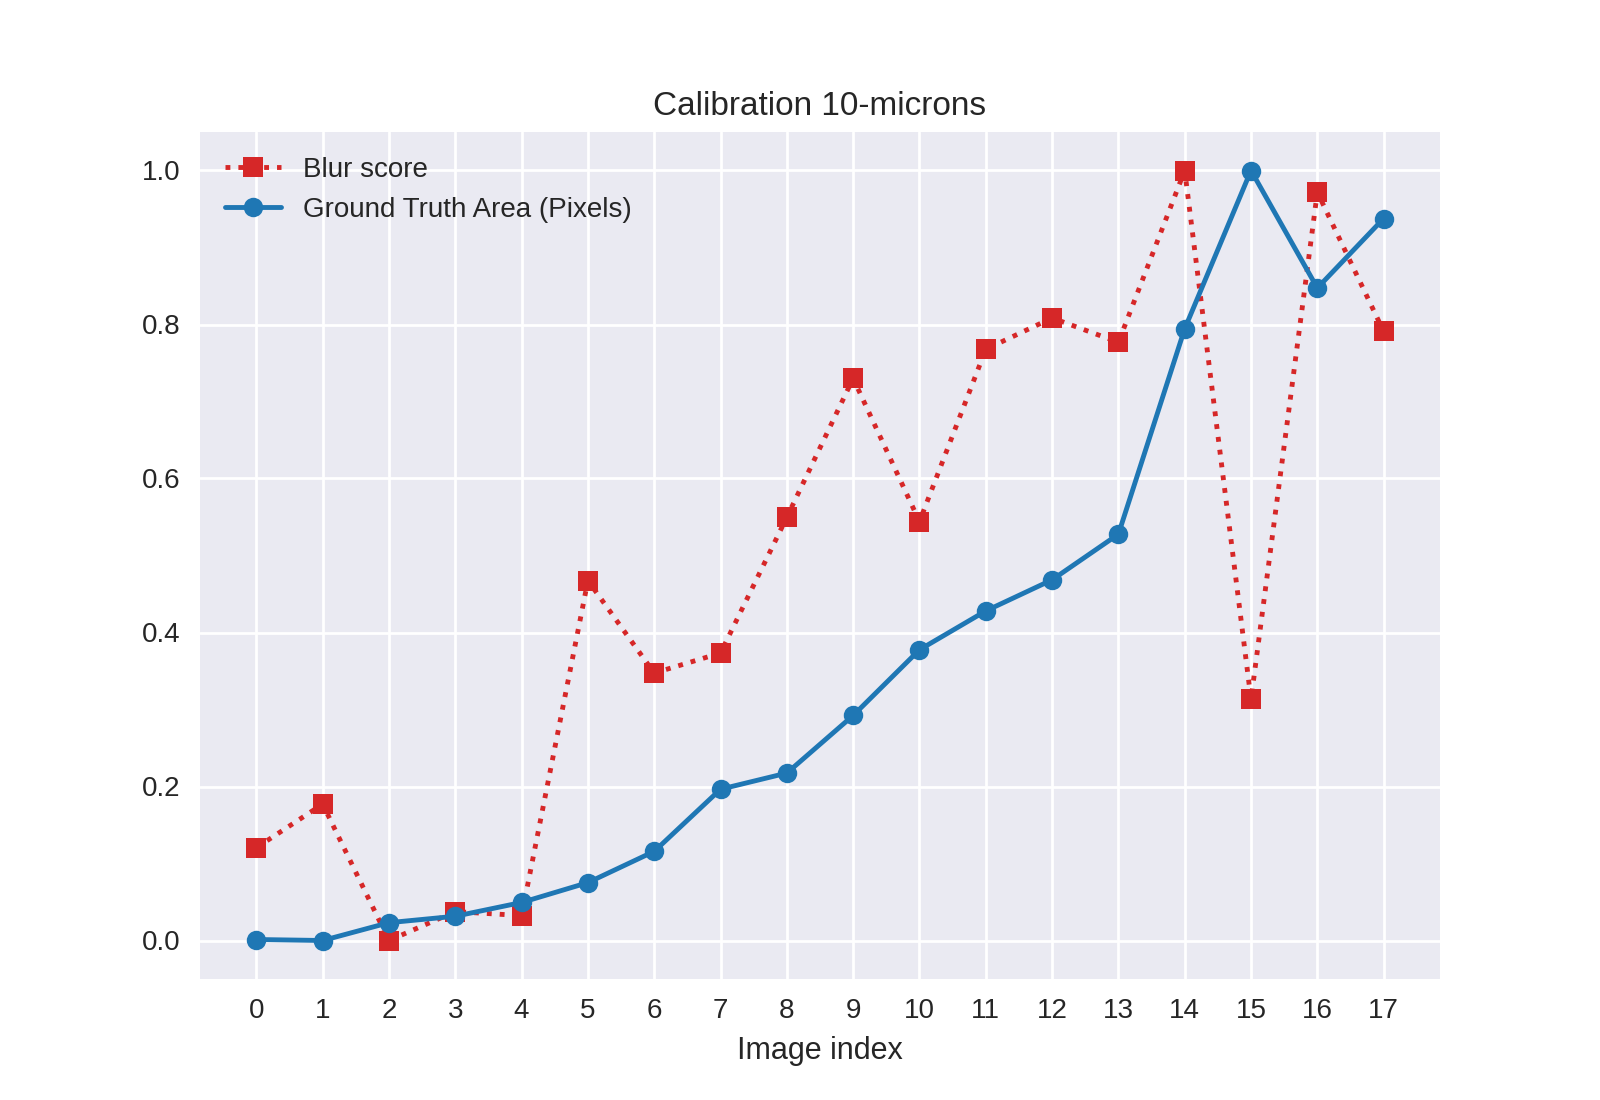 Calibration 10-microns
Blur score
Ground Truth Area (Pixels)
1.0
0.8
0.6
0.4
0.2
0.0
0 1 2 3 4 5 6 7 8 9 10 11 12 13 14 15 16 17
Image index